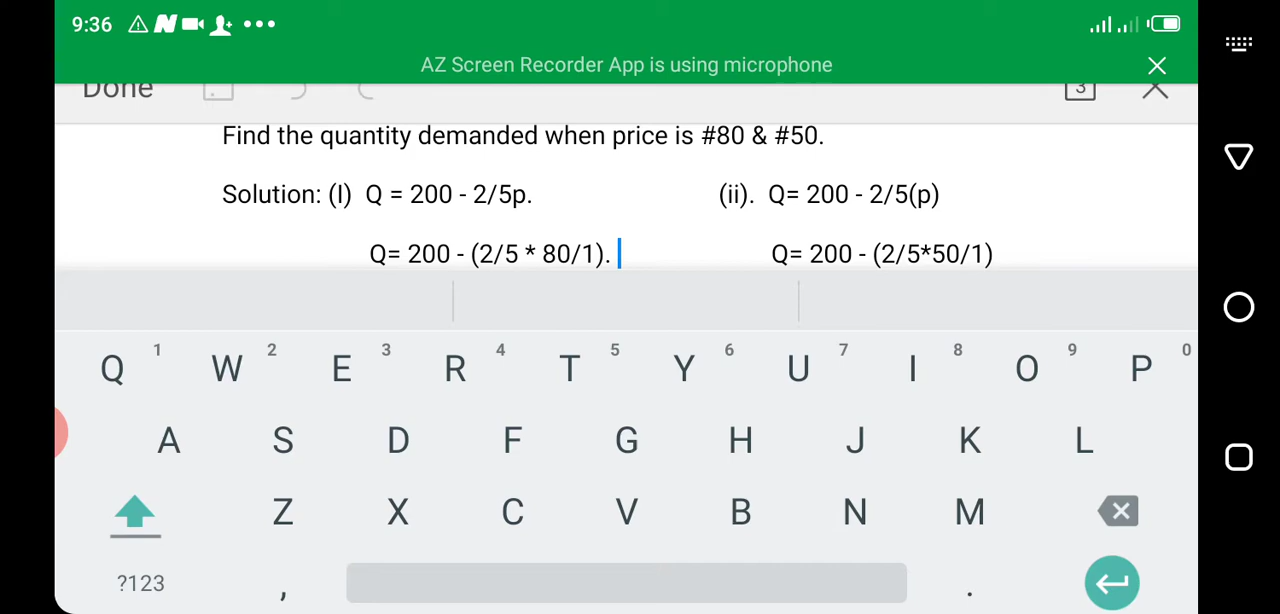 9:36
AZ Screen Recorder App is using microphone
Done 3
Find the quantity demanded when price is #80 & #50.
Solution: (I) Q = 200 - 2/5p. (ii). Q= 200 - 2/5(p)
Q= 200 - (2/5 * 80/1). Q= 200 - (2/5*50/1)
1 2 3 4 5 6 7 8 9 0
Q W E R T Y U I O P
A S D F G H J K L
Z X C V B N M
?123 , .